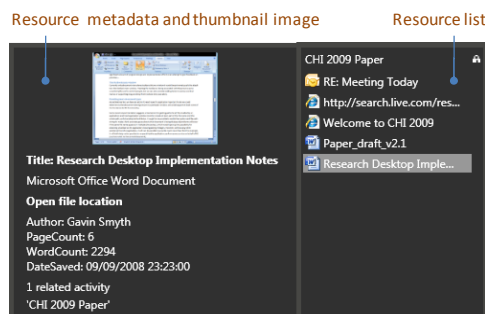 Resource metadata and thumbnail image
Resource list
Title: Research Desktop Implementation Notes
Microsoft Office Word Document
Open file location
Author: Gavin Smyth
PageCount: 6
WordCount: 2294
DateSaved: 09/09/2008 23:23:00
1 related activity
'CHI 2009 Paper'
CHI 2009 Paper
RE: Meeting Today
http://search.live.com/res...
Welcome to CHI 2009
Paper_draft_v2.1
Research Desktop Imple...